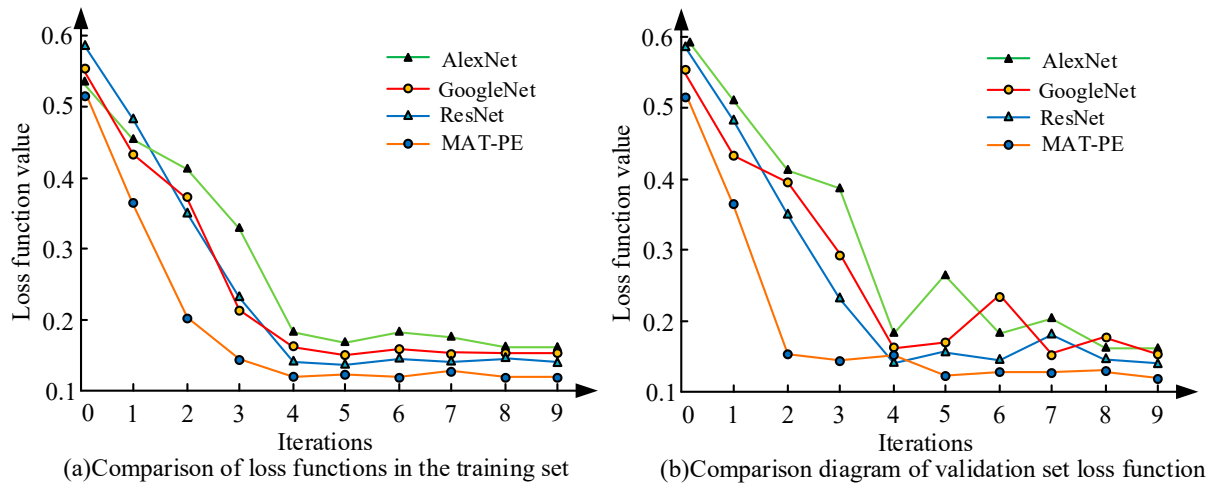 0.6
0.5
0.4
0.3
0.2
0.1
Loss function value
AlexNet
GoogleNet
ResNet
MAT-PE
0 1 2 3 4 5 6 7 8 9
Iterations
(a)Comparison of loss functions in the training set
0.6
0.5
0.4
0.3
0.2
0.1
Loss function value
AlexNet
GoogleNet
ResNet
MAT-PE
0 1 2 3 4 5 6 7 8 9
Iterations
(b)Comparison diagram of validation set loss function